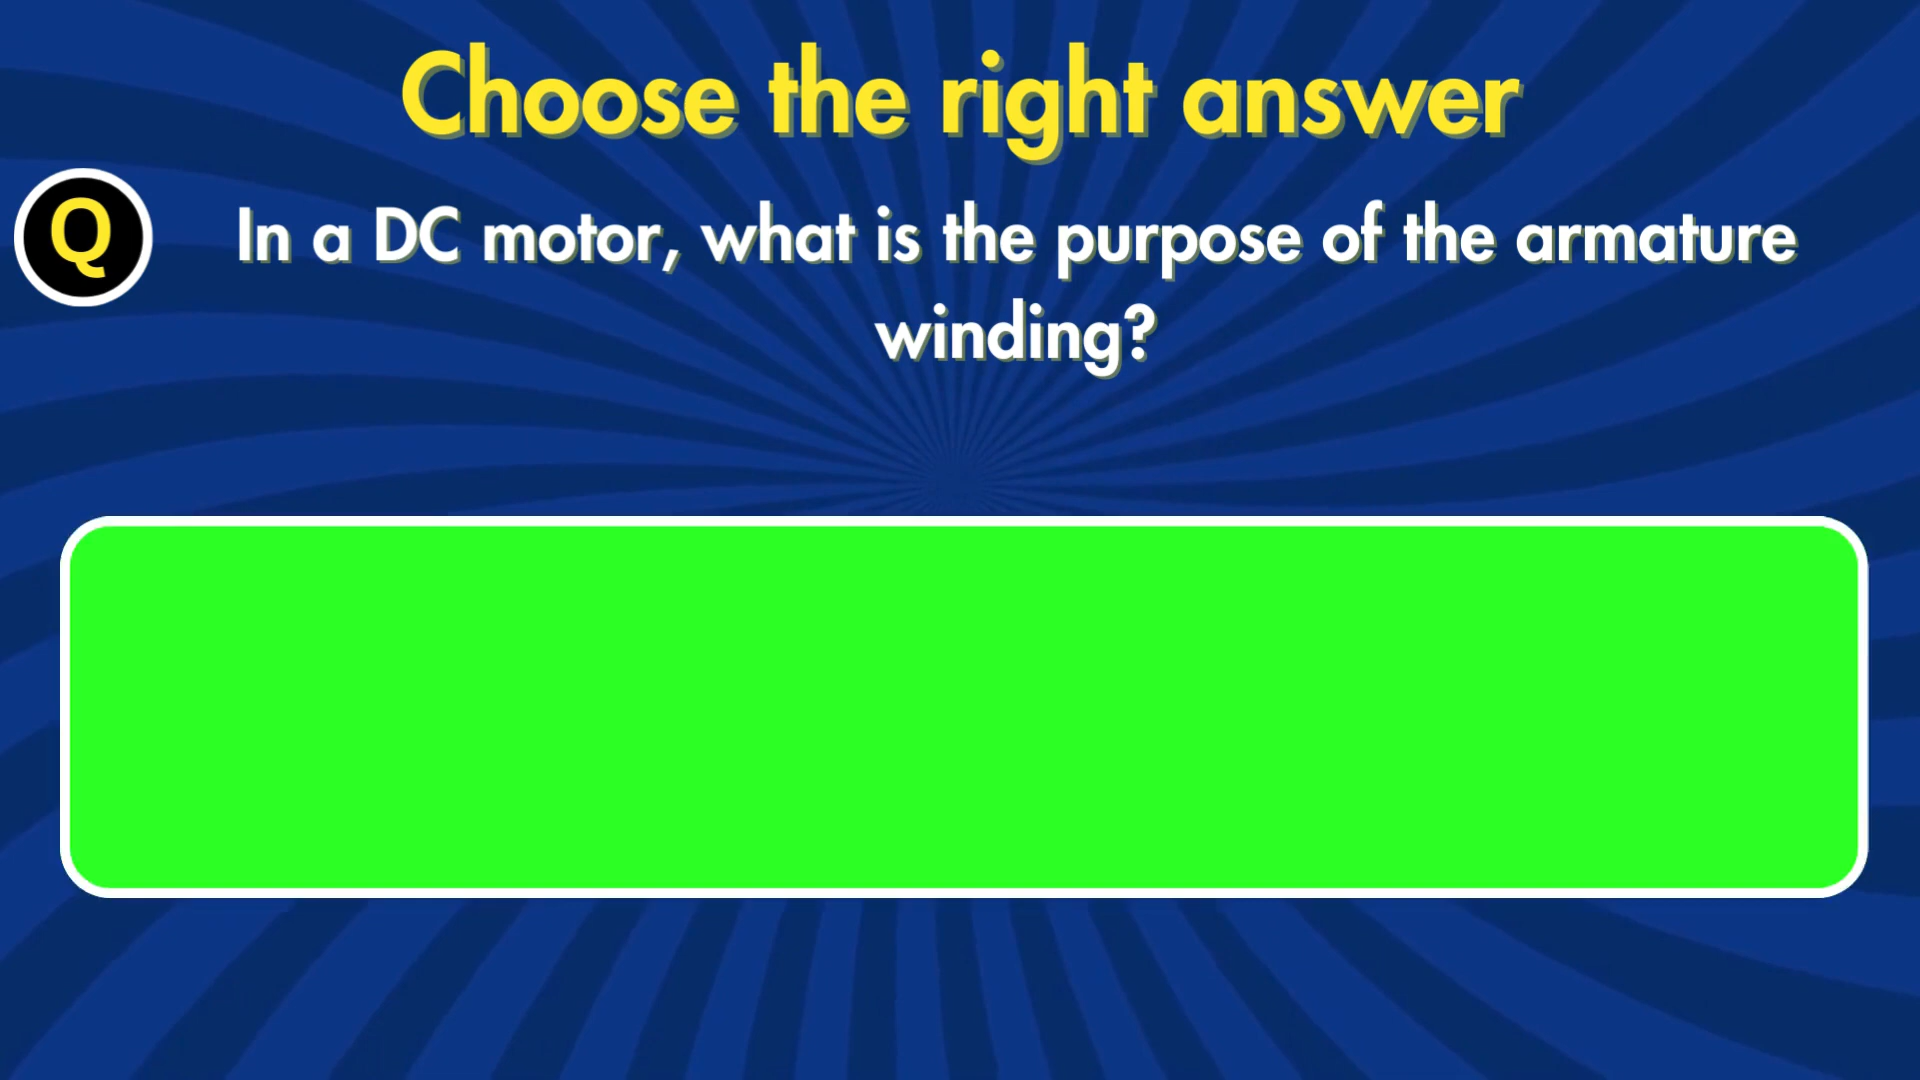 Choose the right answer
Q
In a DC motor, what is the purpose of the armature
winding?